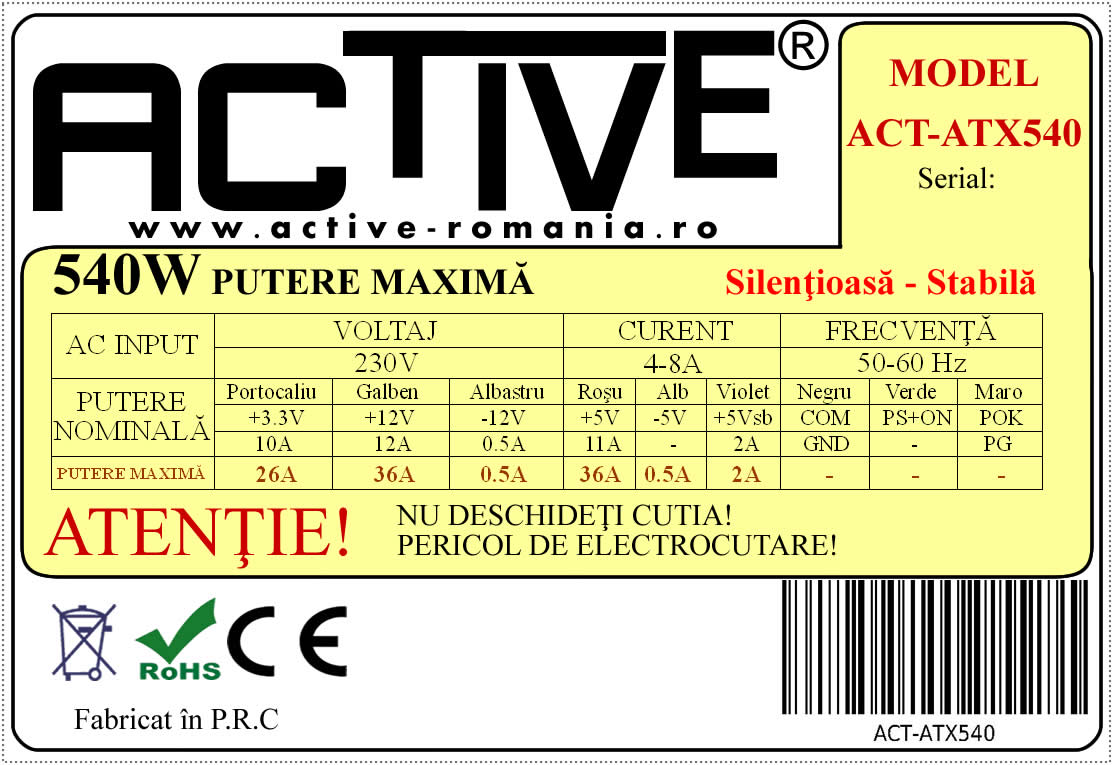 ACTIVE®
www.active-romania.ro
MODEL
ACT-ATX540
Serial:
540W PUTERE MAXIMĂ
Silenţioasă - Stabilă
AC INPUT VOLTAJ CURENT FRECVENŢĂ
230V 4-8A 50-60 Hz
PUTERE NOMINALĂ Portocaliu Galben Albastru Roşu Alb Violet Negru Verde Maro
+3.3V +12V -12V +5V -5V +5Vsb COM PS+ON POK
10A 12A 0.5A 11A - 2A GND - PG
PUTERE MAXIMĂ 26A 36A 0.5A 36A 0.5A 2A - - -
ATENŢIE!
NU DESCHIDEŢI CUTIA!
PERICOL DE ELECTROCUTARE!
RoHS CE
Fabricat în P.R.C
ACT-ATX540